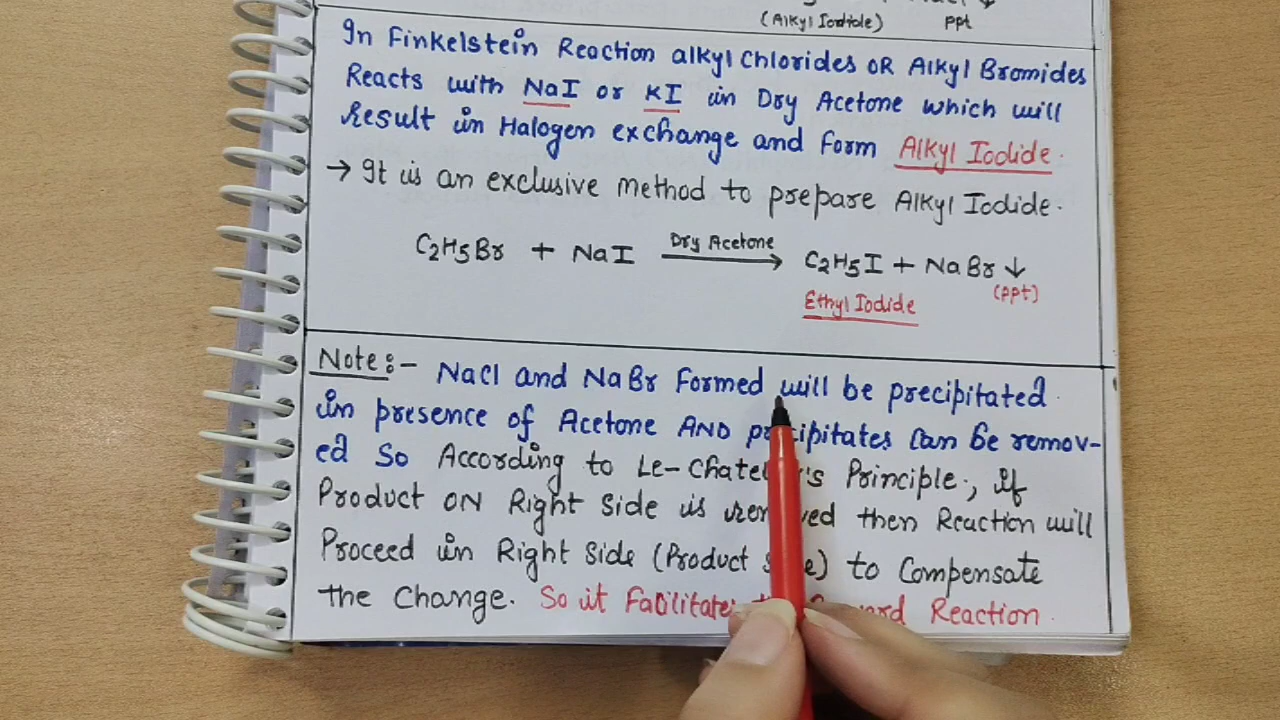 (Alkyl Iodide) ppt
In Finkelstein Reaction alkyl Chlorides OR Alkyl Bromides
Reacts with NaI or KI in Dry Acetone which will
Result in Halogen exchange and form Alkyl Iodide.
→ It is an exclusive method to prepare Alkyl Iodide.
C₂H₅Br + NaI Dry Acetone → C₂H₅I + NaBr↓
Ethyl Iodide (ppt)
Note:- NaCl and NaBr Formed will be precipitated
in presence of Acetone AND precipitates Can be remov-
ed So According to Le-Chatelier's Principle, if
Product ON Right Side is removed then Reaction will
Proceed in Right Side (Product Side) to Compensate
the Change. So it Facilitates Reaction.